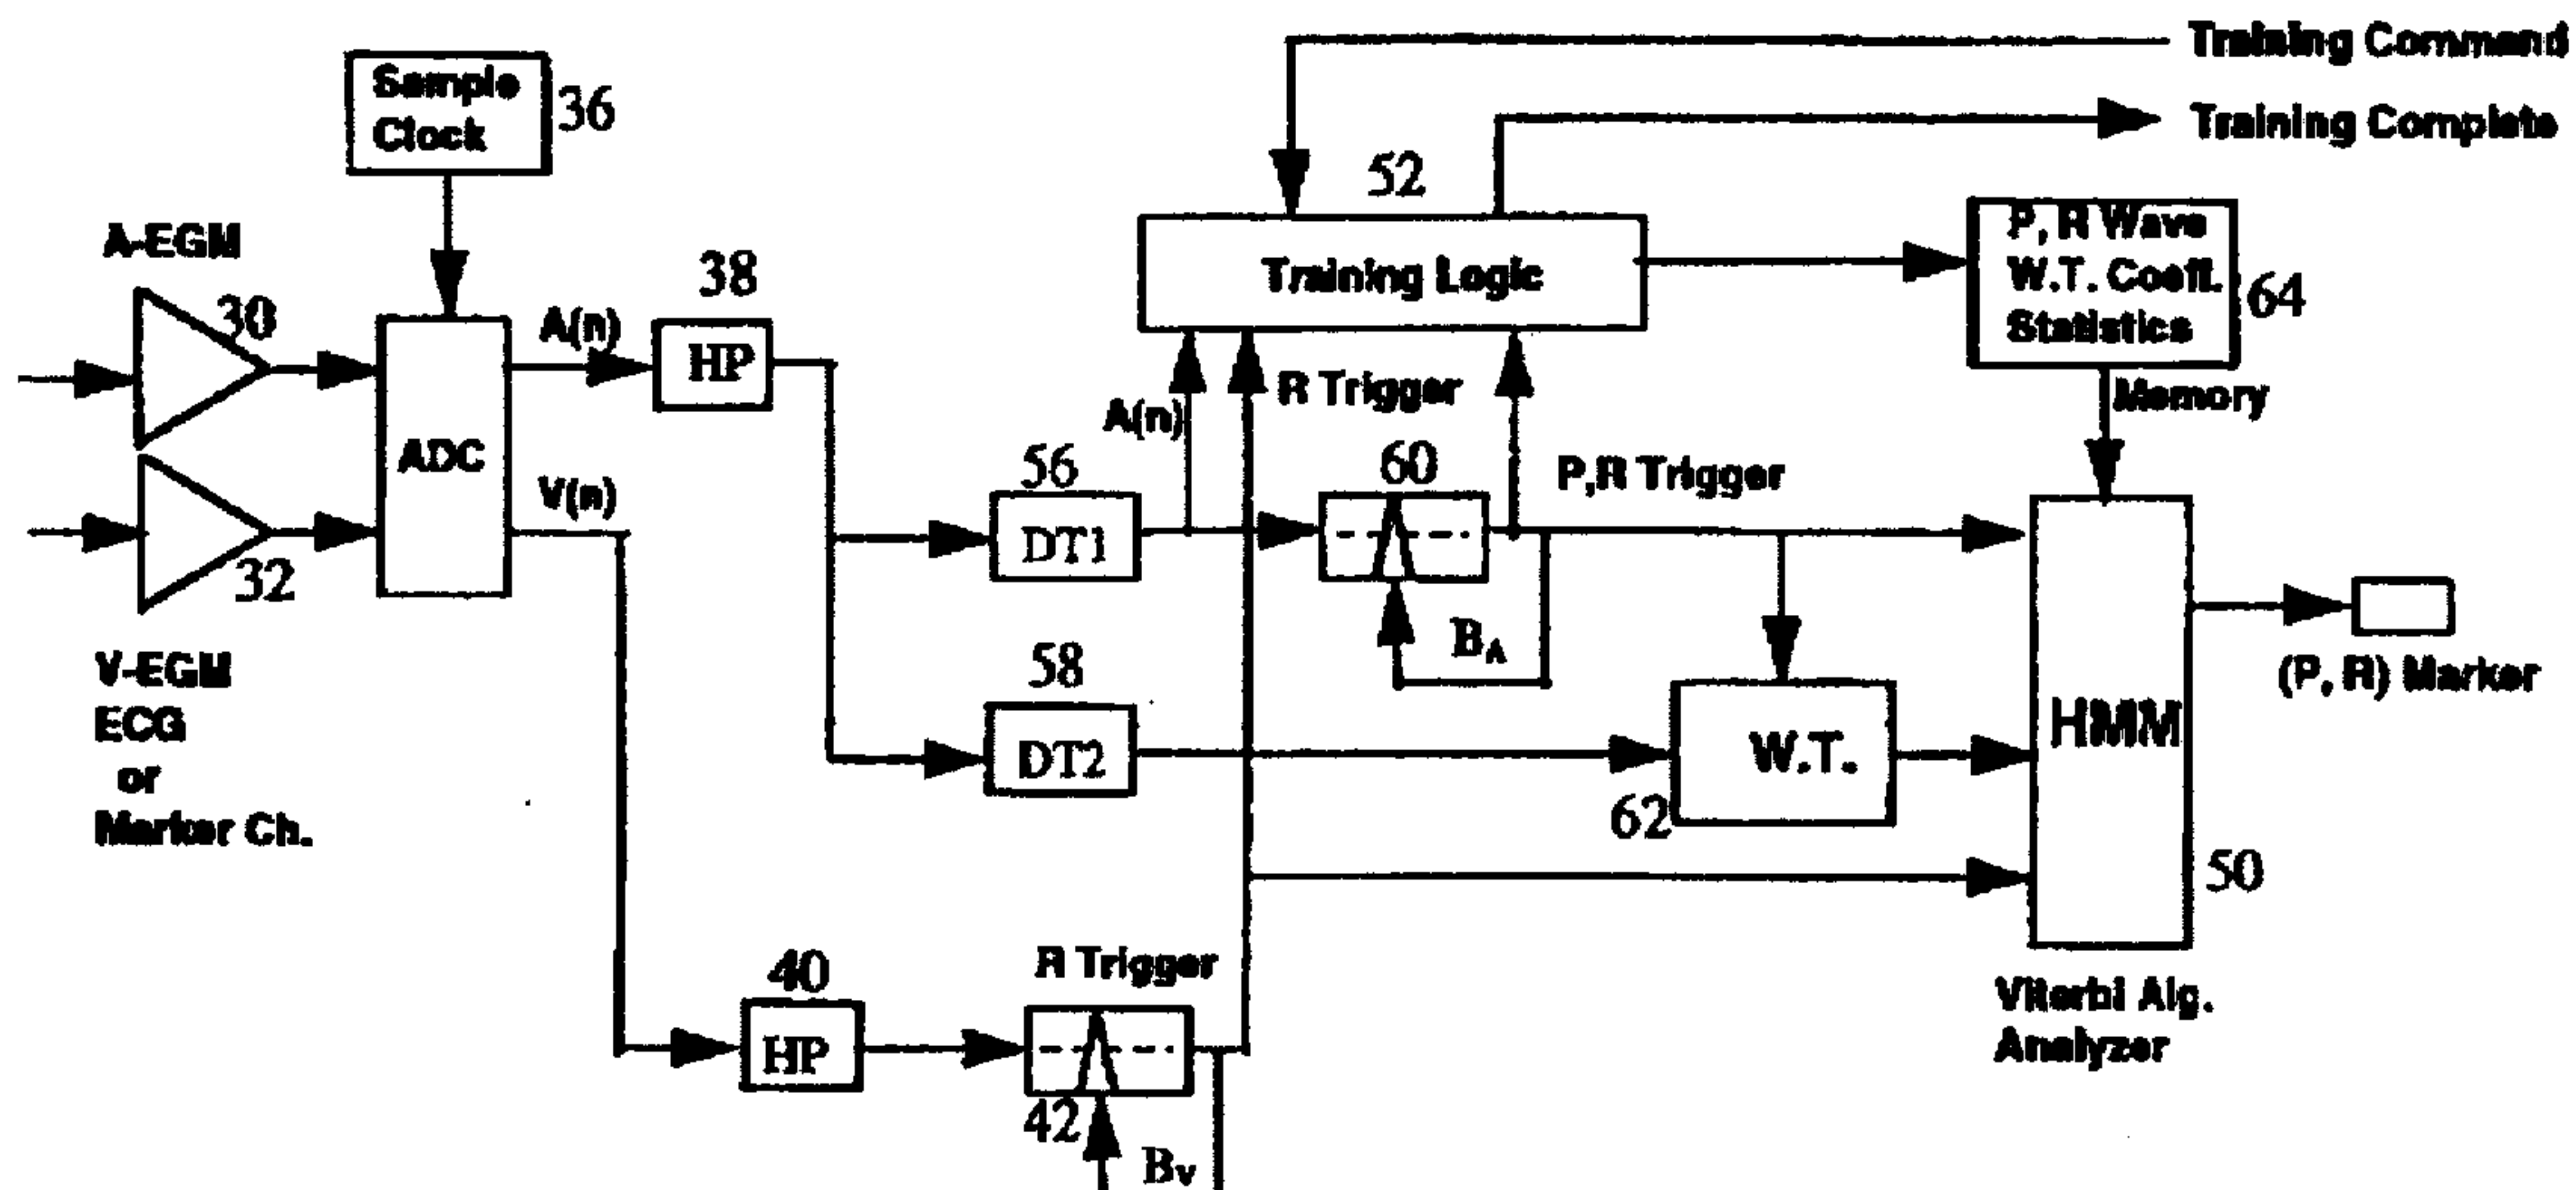 Training Command
Training Complete
Sample
Clock
36
52
P, R Wave
W.T. Coeff.
Statistics
64
Memory
A-EGM
30
38
A(n)
HP
Training Logic
ADC
V(n)
A(n)
R Trigger
56
DT1
60
P,R Trigger
BA
32
V-EGM
ECG
or
Marker Ch.
58
DT2
W.T.
62
HMM
50
(P, R) Marker
Viterbi Alg.
Analyzer
40
HP
R Trigger
42
BV